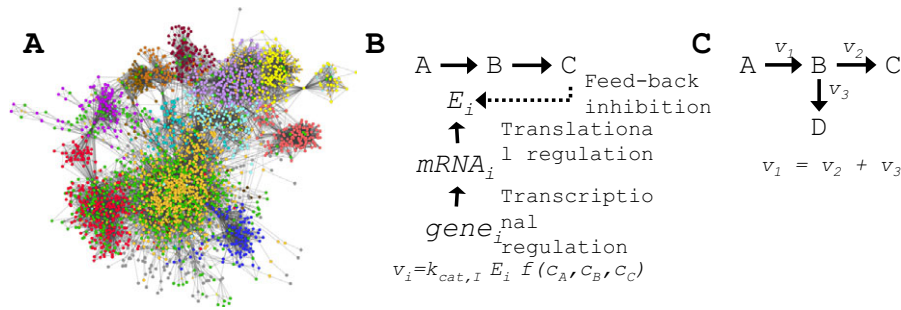 A
B
A B C
Feed-back
inhibition
E_i
Translationa
l regulation
mRNA_i
Transcriptio
nal
regulation
gene_i
v_i=k_cat,I E_i f(c_A,c_B,c_C)
C
v_1 v_2
A B C
v_3
D
v_1 = v_2 + v_3